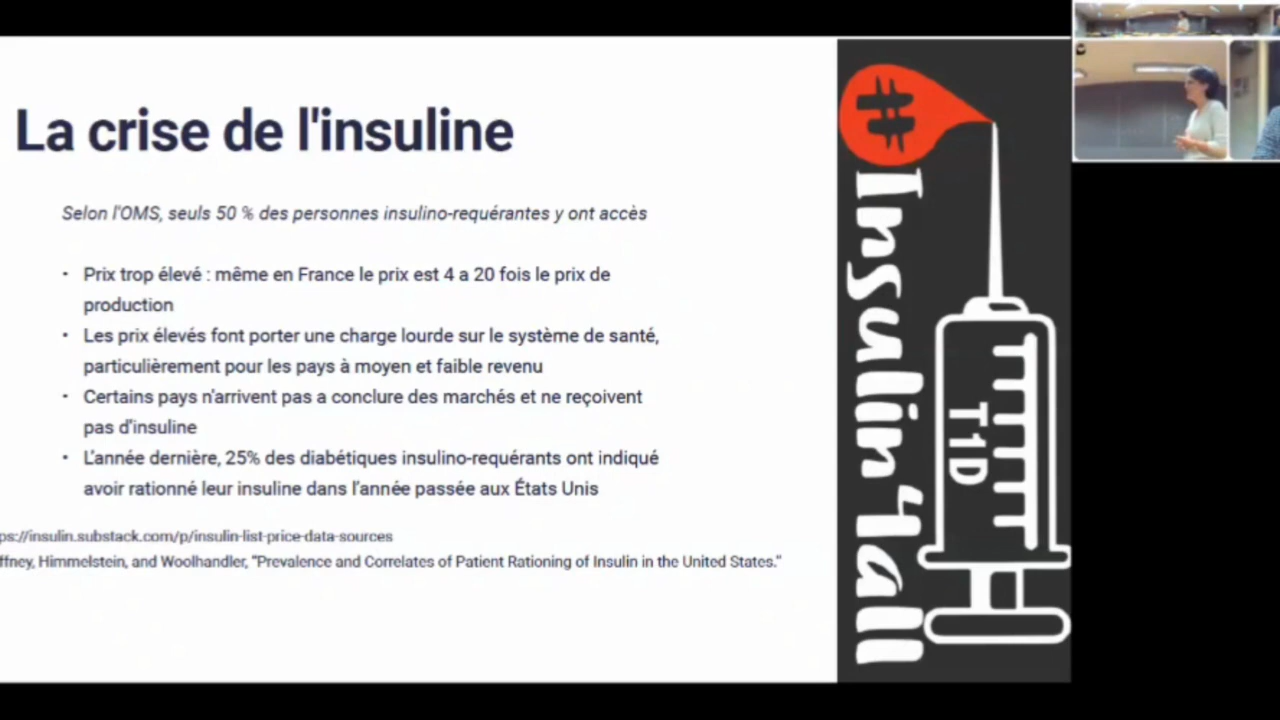 La crise de l'insuline
Selon l'OMS, seuls 50 % des personnes insulino-requérantes y ont accès
• Prix trop élevé : même en France le prix est 4 a 20 fois le prix de
production
• Les prix élevés font porter une charge lourde sur le système de santé,
particulièrement pour les pays à moyen et faible revenu
• Certains pays n'arrivent pas a conclure des marchés et ne reçoivent
pas d'insuline
• L'année dernière, 25% des diabétiques insulino-requérants ont indiqué
avoir rationné leur insuline dans l'année passée aux États Unis
ps://insulin.substack.com/p/insulin-list-price-data-sources
ffney, Himmelstein, and Woolhandler, “Prevalence and Correlates of Patient Rationing of Insulin in the United States.”
#Insulin4all
T1D